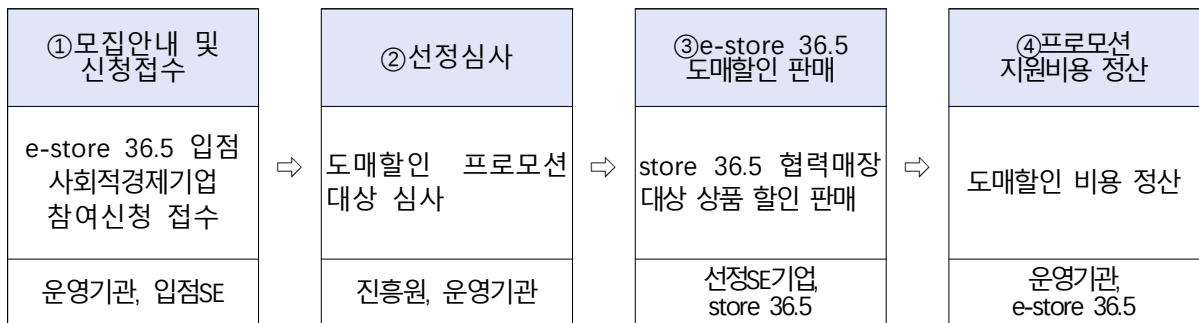 ①모집안내 및
신청접수
e-store 36.5 입점
사회적경제기업
참여신청 접수
운영기관, 입점SE
⇨
②선정심사
도매할인 프로모션
대상 심사
진흥원, 운영기관
⇨
③e-store 36.5
도매할인 판매
store 36.5 협력매장
대상 상품 할인 판매
선정SE기업,
store 36.5
⇨
④프로모션
지원비용 정산
도매할인 비용 정산
운영기관,
e-store 36.5